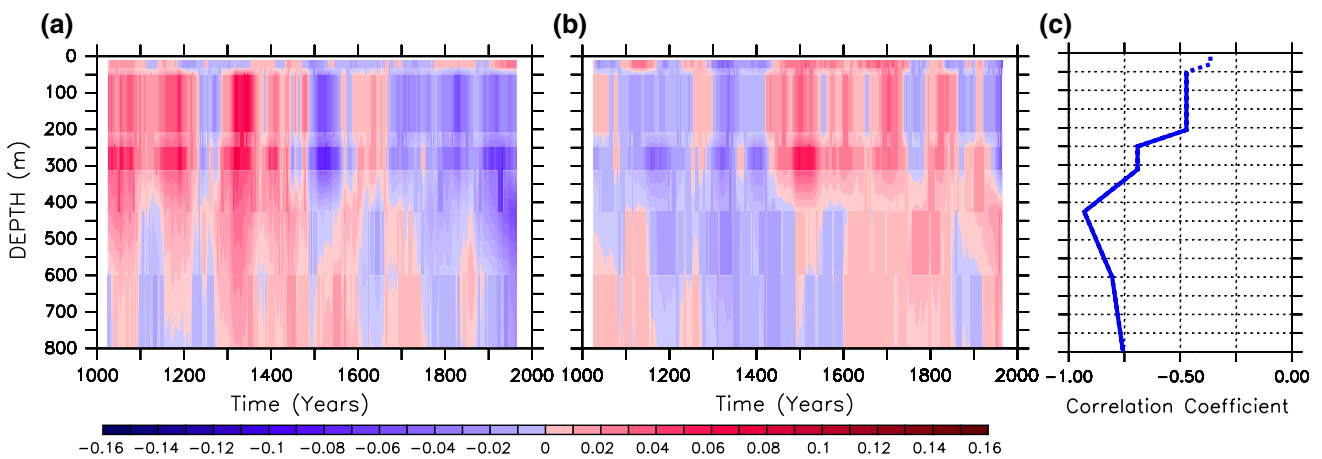 (a) (b) (c)
0
100
200
300
400
500
600
700
800
DEPTH (m)
1000 1200 1400 1600 1800 2000
1000 1200 1400 1600 1800 2000
-1.00 -0.50 0.00
Time (Years) Time (Years) Correlation Coefficient
-0.16 -0.14 -0.12 -0.1 -0.08 -0.06 -0.04 -0.02 0 0.02 0.04 0.06 0.08 0.1 0.12 0.14 0.16